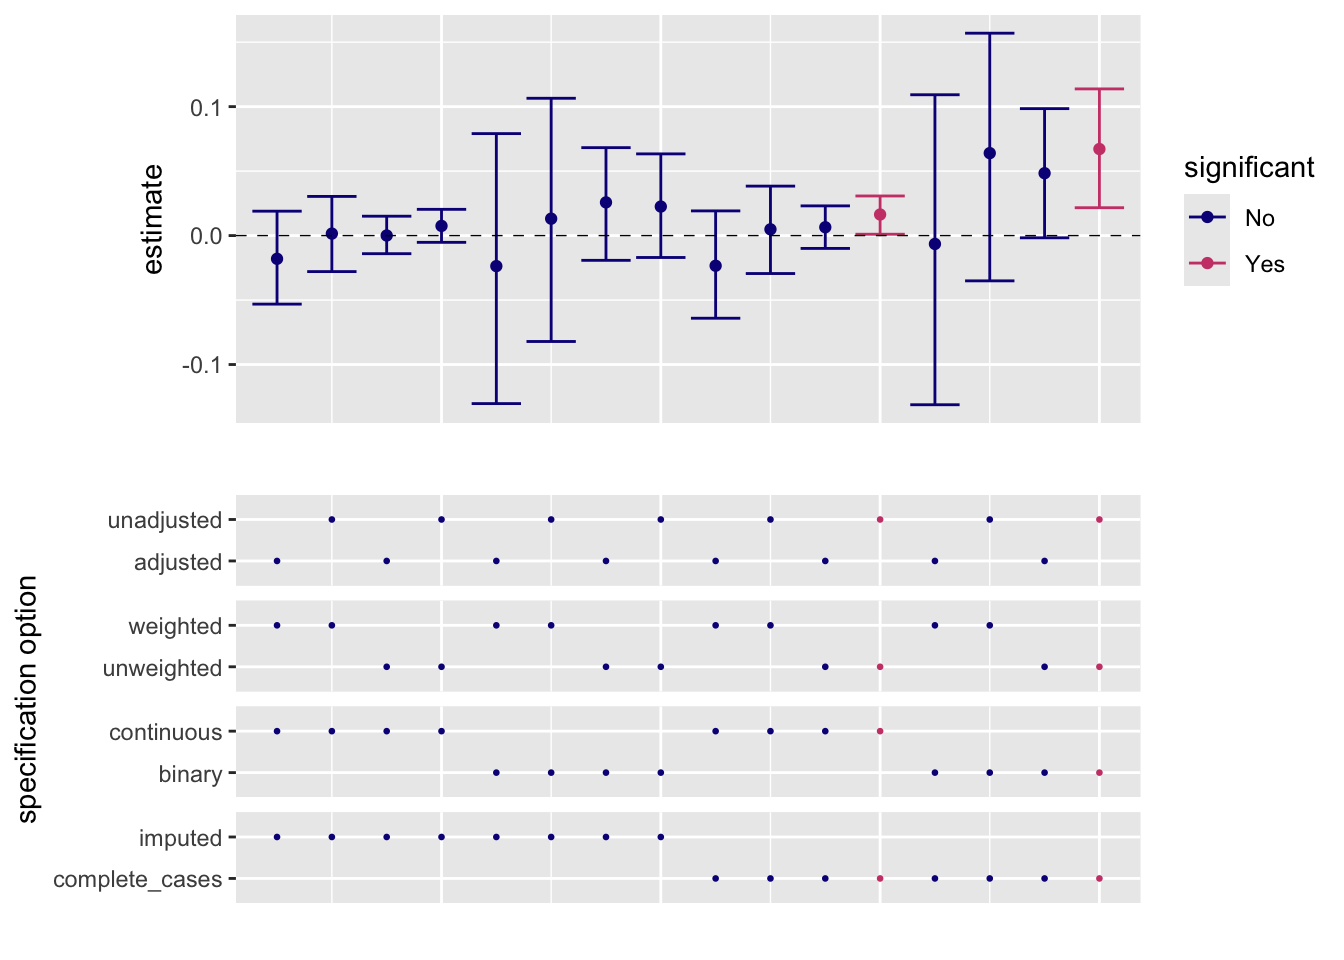 0.1
0.0
-0.1
estimate
significant
No
Yes
unadjusted
adjusted
weighted
unweighted
continuous
binary
imputed
complete_cases
specification option